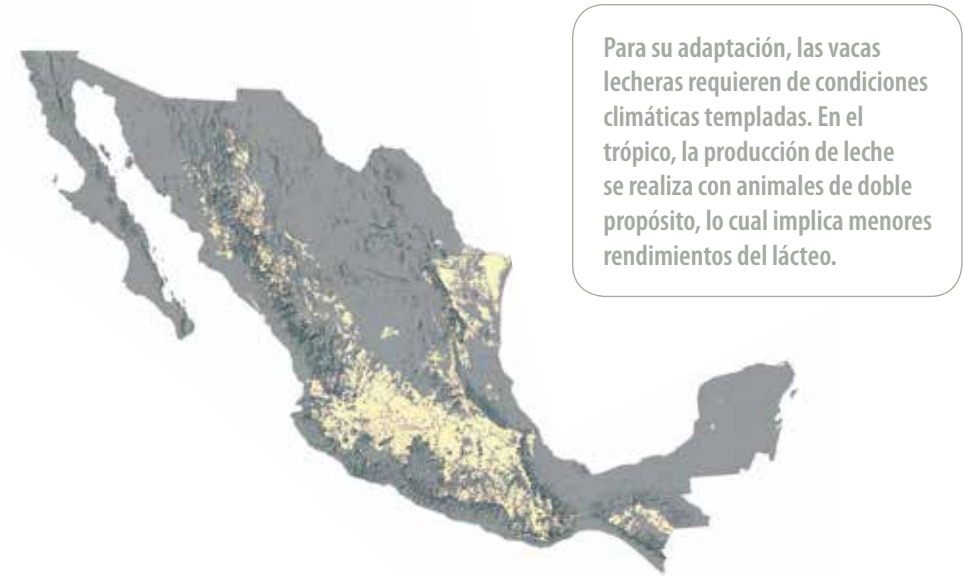 Para su adaptación, las vacas
lecheras requieren de condiciones
climáticas templadas. En el
trópico, la producción de leche
se realiza con animales de doble
propósito, lo cual implica menores
rendimientos del lácteo.